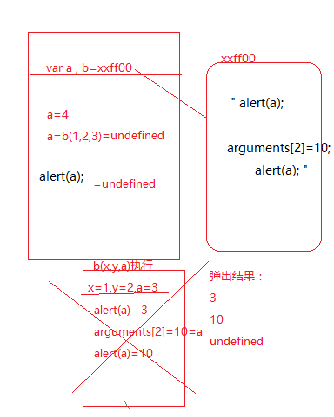 var a , b=xxff00
a=4
a=b(1,2,3)=undefined
alert(a);
=undefined
xxff00
" alert(a);
arguments[2]=10;
alert(a); "
b(x,y,a)执行
x=1,y=2,a=3
alert(a) 3
arguments[2]=10=a
alert(a)=10
弹出结果：
3
10
undefined